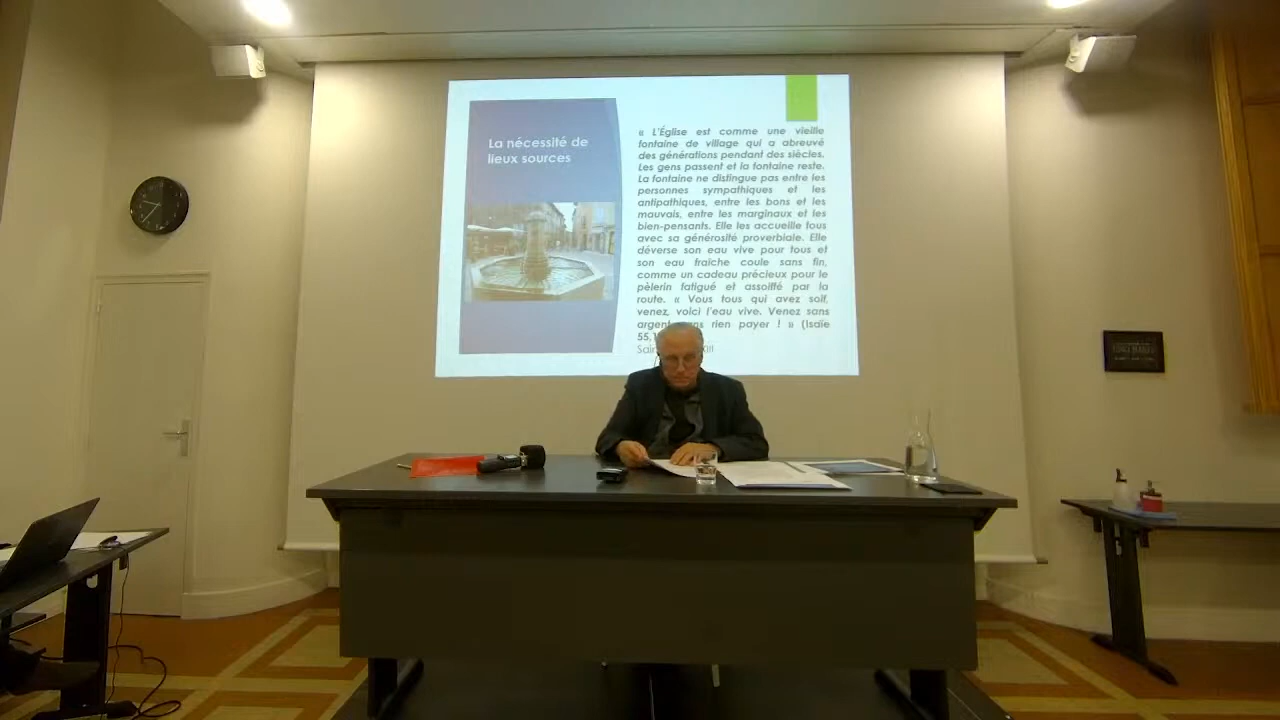 La nécessité de
lieux sources
« L'Église est comme une vieille
fontaine de village qui a abreuvé
des générations pendant des siècles.
Les gens passent et la fontaine reste.
La fontaine ne distingue pas entre les
personnes sympathiques et les
antipathiques, entre les bons et les
mauvais, entre les marginaux et les
bien-pensants. Elle les accueille tous
avec sa générosité proverbiale. Elle
déverse son eau vive pour tous et
son eau fraîche coule sans fin,
comme un cadeau précieux pour le
pèlerin fatigué et assoiffé par la
route. « Vous tous qui avez soif,
venez, voici l'eau vive. Venez sans
argent rien payer ! » (Isaïe
55,1